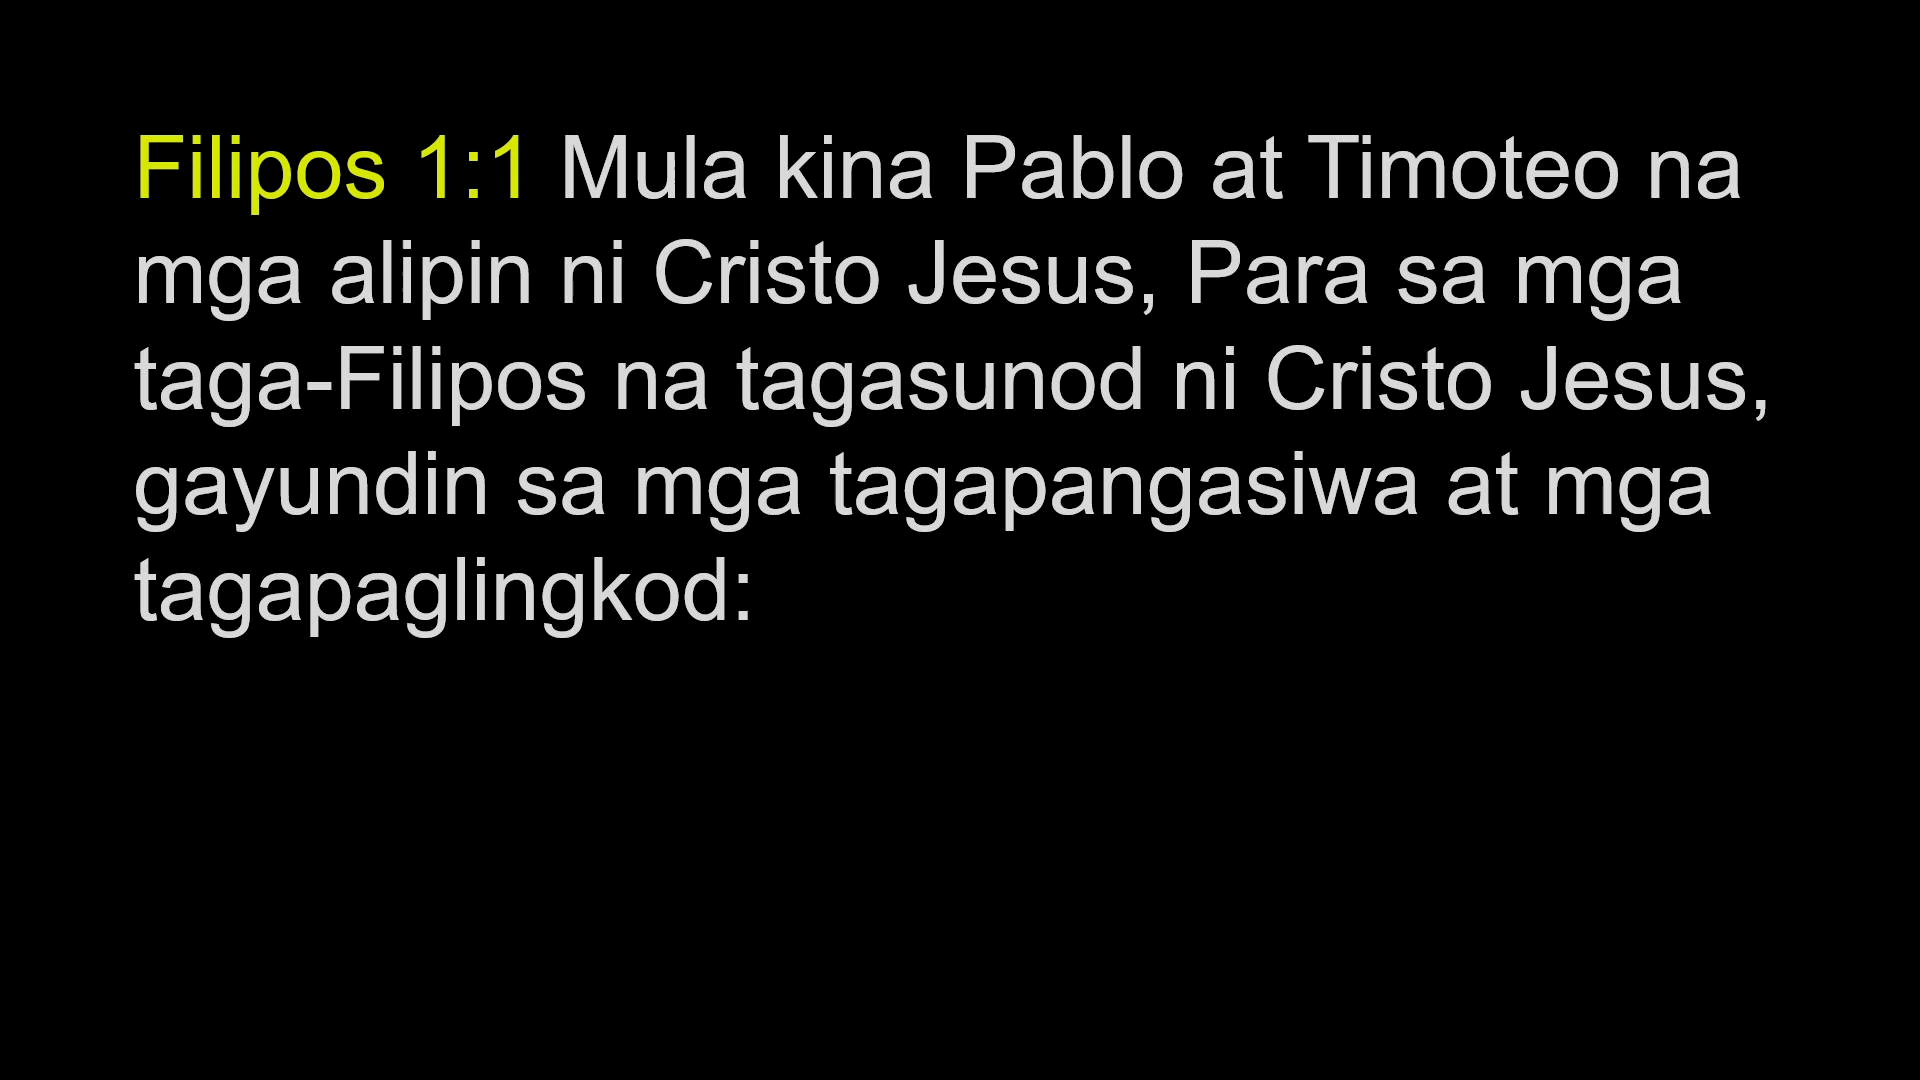 Filipos 1:1 Mula kina Pablo at Timoteo na
mga alipin ni Cristo Jesus, Para sa mga
taga-Filipos na tagasunod ni Cristo Jesus,
gayundin sa mga tagapangasiwa at mga
tagapaglingkod: